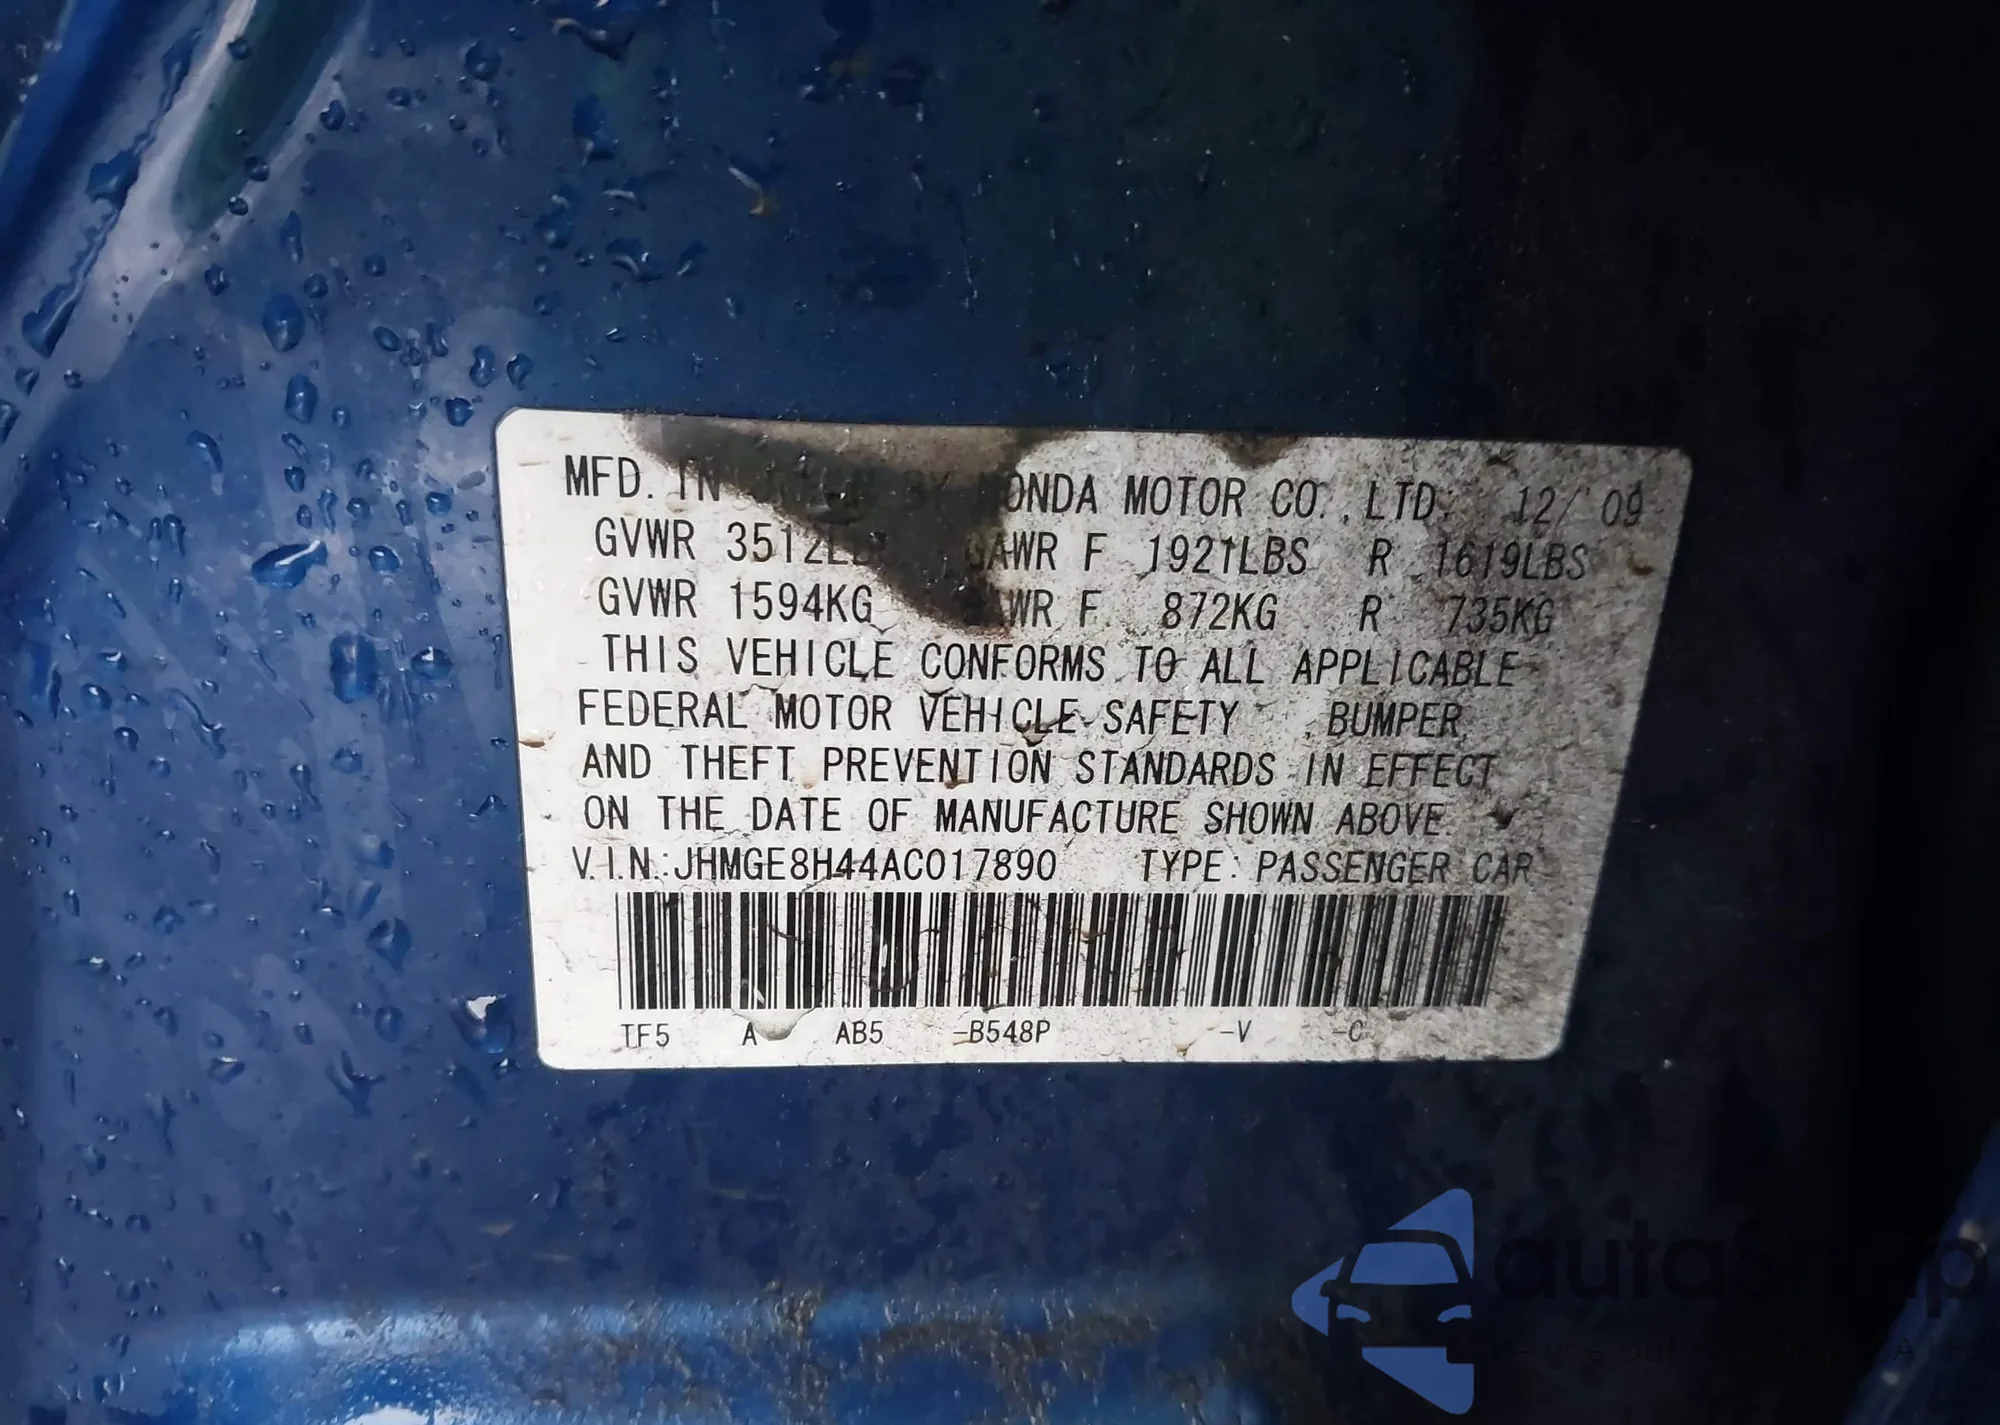 MFD. IN BY HONDA MOTOR CO.,LTD. 12/ 09
GVWR 3512LBS GAWR F 1921LBS R 1619LBS
GVWR 1594KG GAWR F 872KG R 735KG
THIS VEHICLE CONFORMS TO ALL APPLICABLE
FEDERAL MOTOR VEHICLE SAFETY , BUMPER,
AND THEFT PREVENTION STANDARDS IN EFFECT
ON THE DATE OF MANUFACTURE SHOWN ABOVE.
V.I.N.:JHMGE8H44AC017890 TYPE: PASSENGER CAR
TF5 A AB5 -B548P -V -C